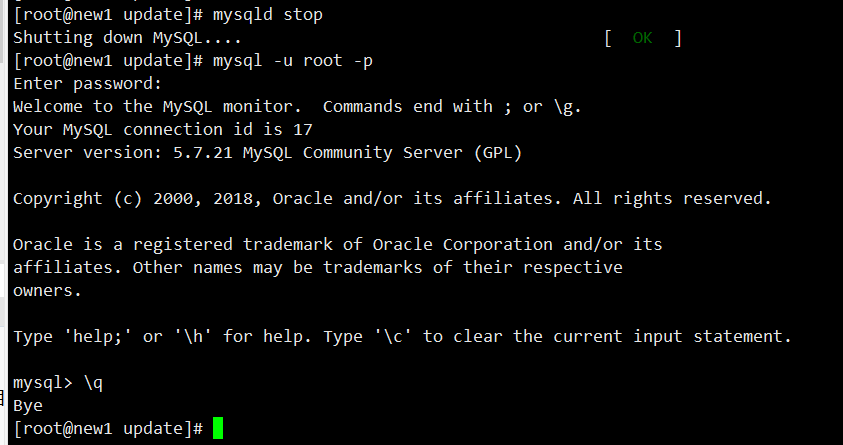 [root@new1 update]# mysqld stop
Shutting down MySQL.... [ OK ]
[root@new1 update]# mysql -u root -p
Enter password:
Welcome to the MySQL monitor.  Commands end with ; or \g.
Your MySQL connection id is 17
Server version: 5.7.21 MySQL Community Server (GPL)
Copyright (c) 2000, 2018, Oracle and/or its affiliates. All rights reserved.
Oracle is a registered trademark of Oracle Corporation and/or its
affiliates. Other names may be trademarks of their respective
owners.
Type 'help;' or '\h' for help. Type '\c' to clear the current input statement.
mysql> \q
Bye
[root@new1 update]#